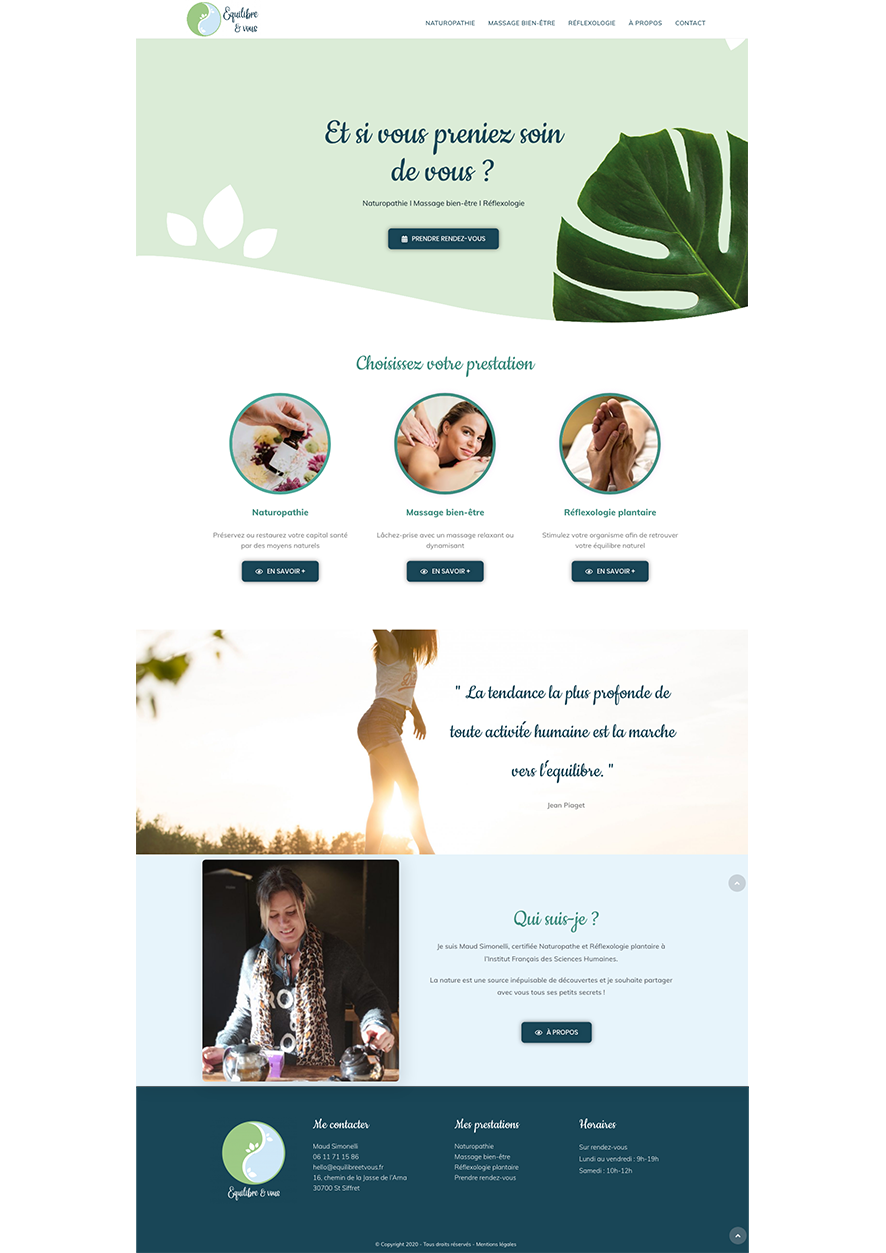 Equilibre
& vous
NATUROPATHIE MASSAGE BIEN-ÊTRE RÉFLEXOLOGIE À PROPOS CONTACT
Et si vous preniez soin
de vous ?
Naturopathie I Massage bien-être I Réflexologie
PRENDRE RENDEZ-VOUS
Choisissez votre prestation
Naturopathie
Préservez ou restaurez votre capital santé
par des moyens naturels
EN SAVOIR +
Massage bien-être
Lâchez-prise avec un massage relaxant ou
dynamisant
EN SAVOIR +
Réflexologie plantaire
Stimulez votre organisme afin de retrouver
votre équilibre naturel
EN SAVOIR +
" La tendance la plus profonde de
toute activité humaine est la marche
vers l'equilibre. "
Jean Piaget
Qui suis-je ?
Je suis Maud Simonelli, certifiée Naturopathe et Réflexologie plantaire à
l'Institut Français des Sciences Humaines.
La nature est une source inépuisable de découvertes et je souhaite partager
avec vous tous ses petits secrets !
À PROPOS
Equilibre & vous
Me contacter
Maud Simonelli
06 11 71 15 86
hello@equilibreetvous.fr
16, chemin de la Jasse de l'Arna
30700 St Siffret
Mes prestations
Naturopathie
Massage bien-être
Réflexologie plantaire
Prendre rendez-vous
Horaires
Sur rendez-vous
Lundi au vendredi : 9h-19h
Samedi : 10h-12h
© Copyright 2020 - Tous droits réservés - Mentions légales